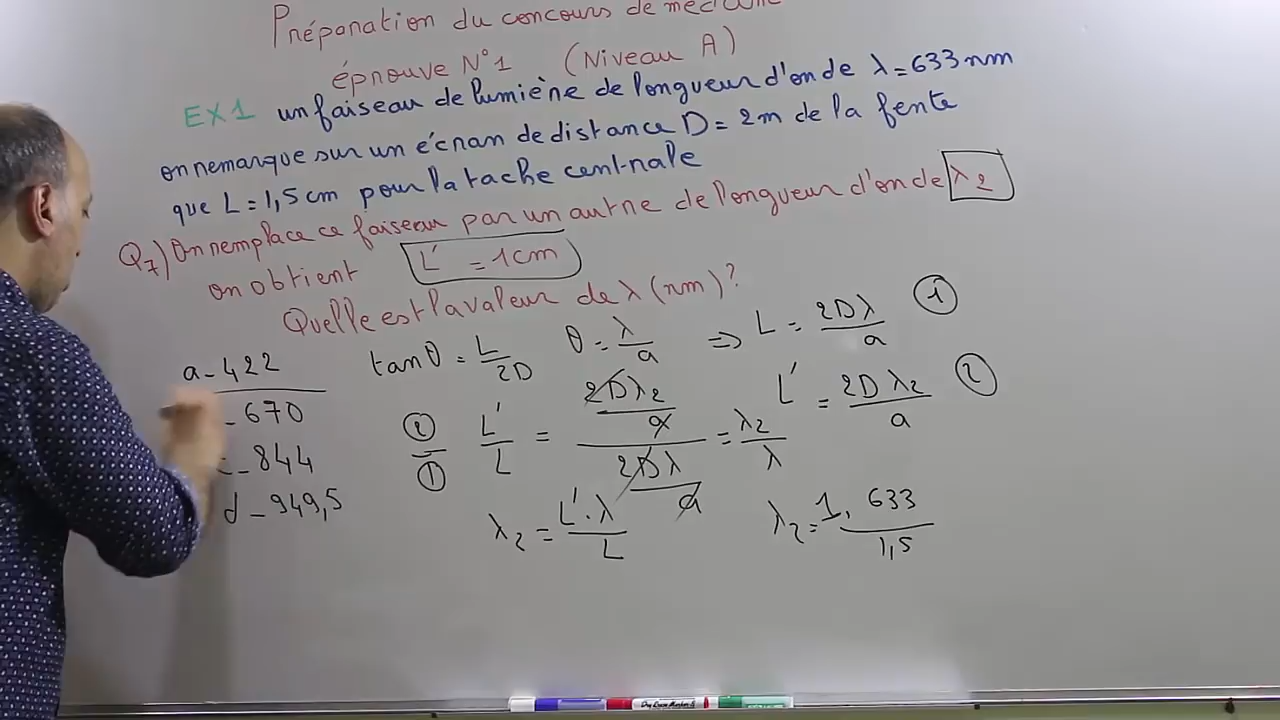 Préparation du concours de médecine
épreuve N°1 (Niveau A)
EX1 un faiseau de lumière de longueur d'onde λ = 633 nm
on remarque sur un écran de distance D = 2m de la fente
que L = 1,5 cm pour la tache centrale
Q7) On remplace ce faiseau par un autre de longueur d'onde λ2
on obtient L' = 1cm
Quelle est la valeur de λ (nm)?
a - 422
- 670
- 844
d - 949,5
tanθ = L/2D θ = λ/a => L = 2Dλ/a ①
L' = 2Dλ2/a ②
②/① L'/L = (2Dλ2/a)/(2Dλ/a) = λ2/λ
λ2 = L'.λ/L λ2 = 1. 633/1,5